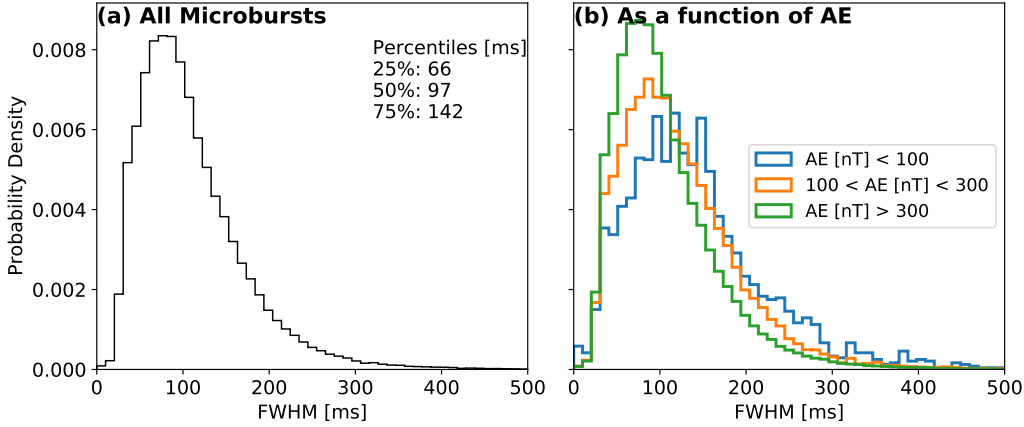 (a) All Microbursts
Percentiles [ms]
25%: 66
50%: 97
75%: 142
Probability Density
0.008
0.006
0.004
0.002
0.000
0
100
200
300
400
500
FWHM [ms]
(b) As a function of AE
AE [nT] < 100
100 < AE [nT] < 300
AE [nT] > 300
0
100
200
300
400
500
FWHM [ms]